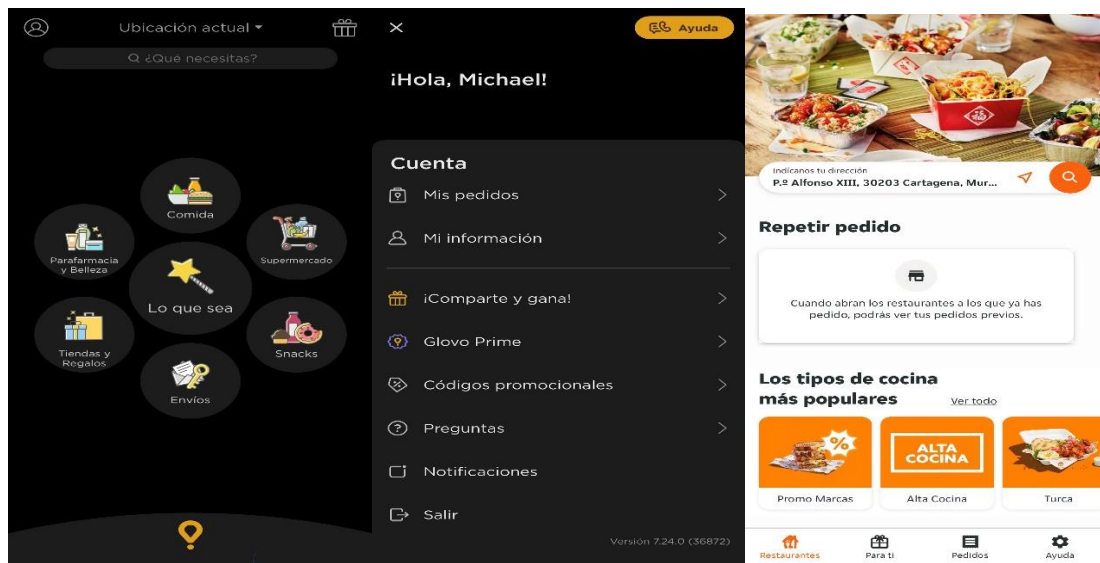 Ubicación actual
¿Qué necesitas?
Comida
Parafarmacia
y Belleza
Supermercado
Lo que sea
Tiendas y
Regalos
Snacks
Envíos
Ayuda
¡Hola, Michael!
Cuenta
Mis pedidos
Mi información
¡Comparte y gana!
Glovo Prime
Códigos promocionales
Preguntas
Notificaciones
Salir
Versión 7.24.0 (36872)
福
Indícanos tu dirección
P.º Alfonso XIII, 30203 Cartagena, Mur...
Repetir pedido
Cuando abran los restaurantes a los que ya has
pedido, podrás ver tus pedidos previos.
Los tipos de cocina
más populares
Ver todo
%
ALTA
COCINA
Promo Marcas
Alta Cocina
Turca
Restaurantes
Para ti
Pedidos
Ayuda